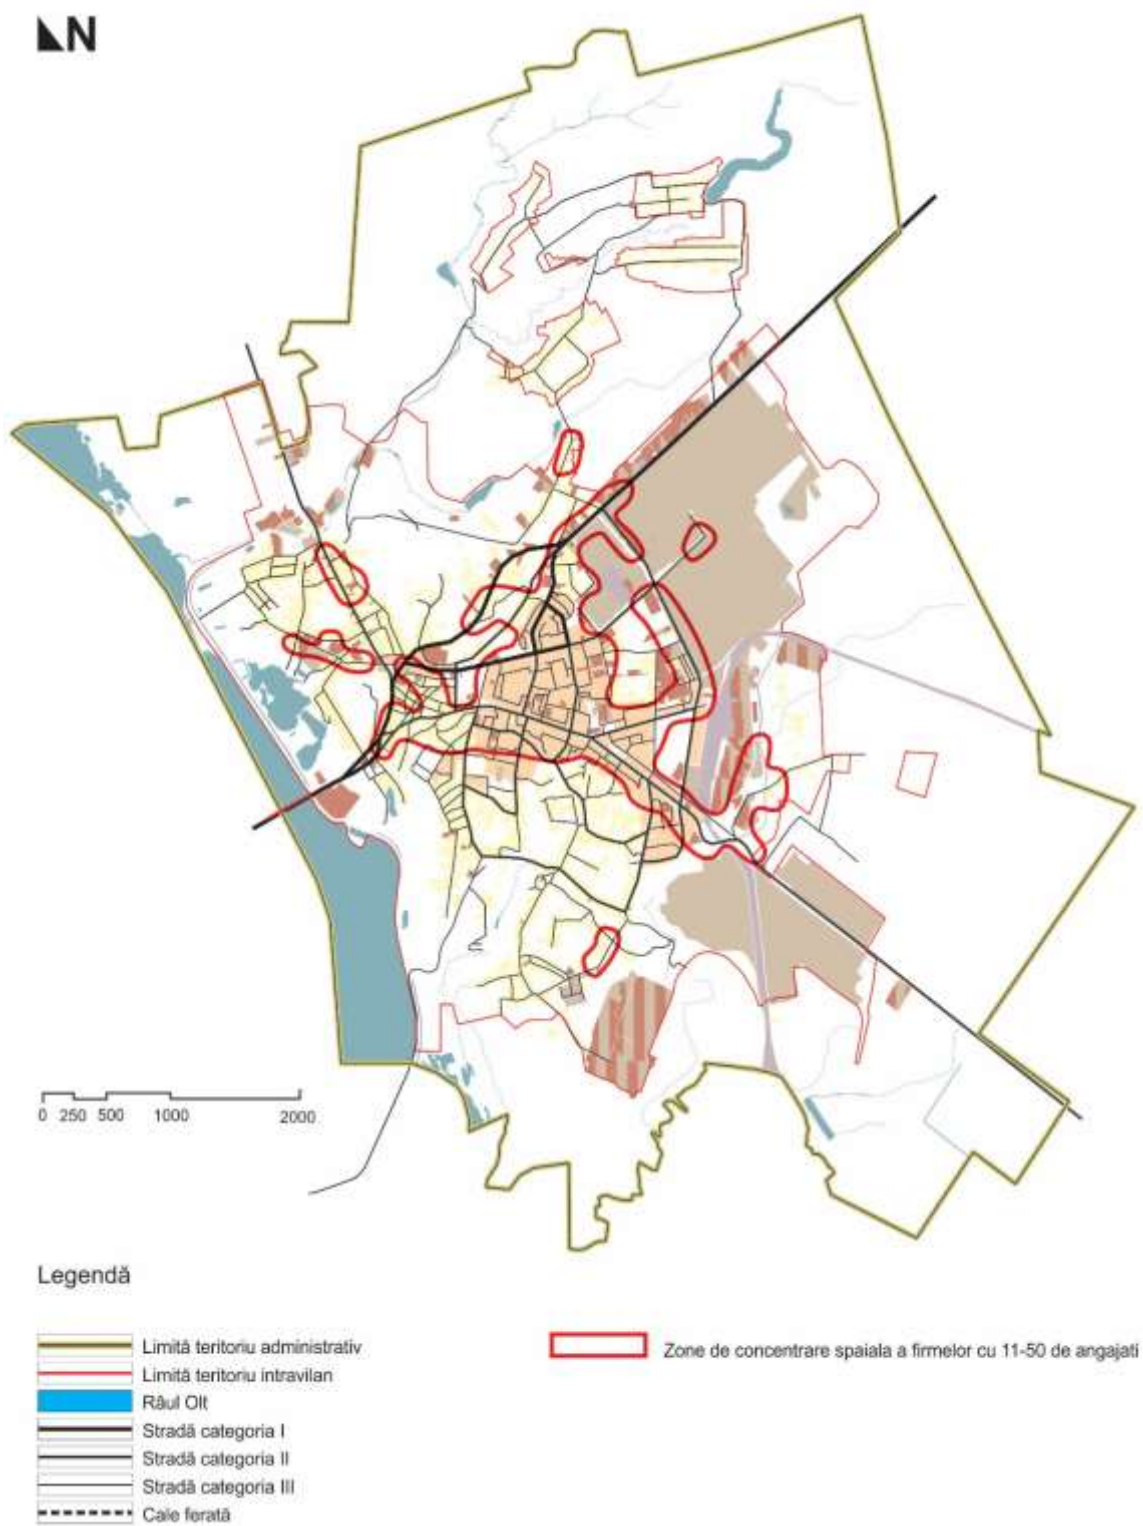 N
0 250 500 1000 2000
Legendă
Limită teritoriu administrativ
Limită teritoriu intravilan
Râul Olt
Stradă categoria I
Stradă categoria II
Stradă categoria III
Cale ferată
Zone de concentrare spaiala a firmelor cu 11-50 de angajati